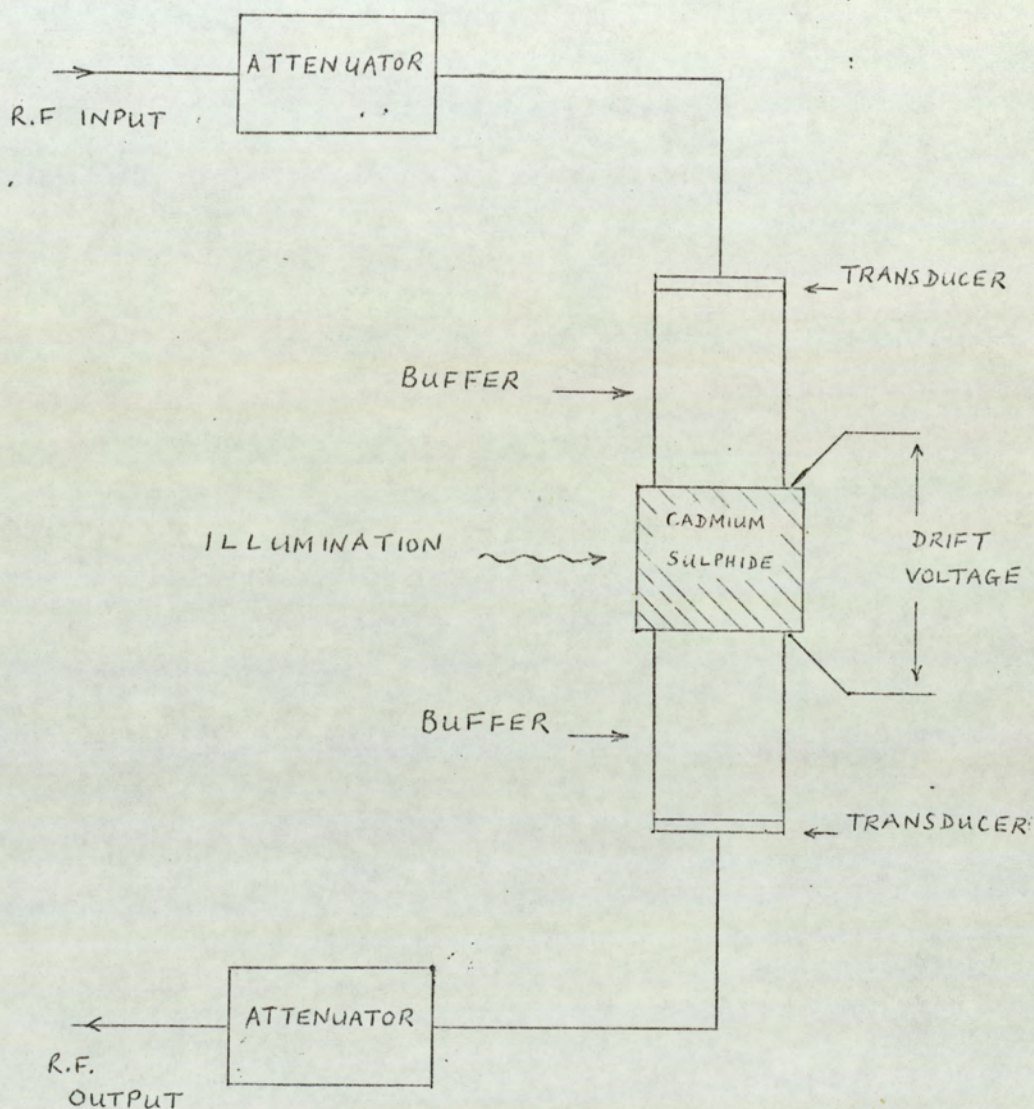 ATTENUATOR
R.F INPUT
TRANSDUCER
BUFFER
CADMIUM
SULPHIDE
ILLUMINATION
DRIFT
VOLTAGE
BUFFER
TRANSDUCER
ATTENUATOR
R.F.
OUTPUT